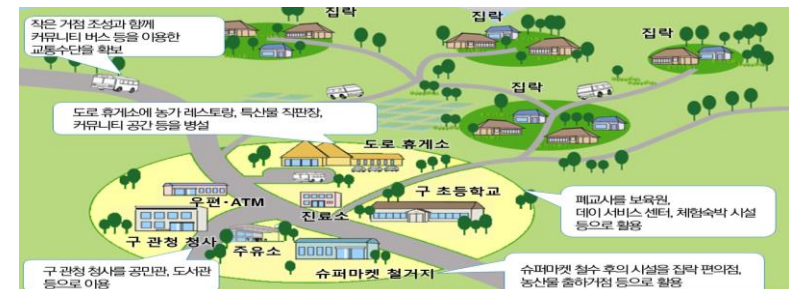 집락
집락
작은 거점 조성과 함께
커뮤니티 버스 등을 이용한
교통수단을 확보
집락
집락
도로 휴게소에 농가 레스토랑, 특산물 직판장,
커뮤니티 공간 등을 병설
도로 휴게소
우편·ATM
진료소
구 초등학교
구 관청 청사
주유소
슈퍼마켓 철거지
폐교사를 보육원,
데이 서비스 센터, 체험숙박 시설
등으로 활용
구 관청 청사를 공민관, 도서관
등으로 이용
슈퍼마켓 철수 후의 시설을 집락 편의점,
농산물 출하거점 등으로 활용